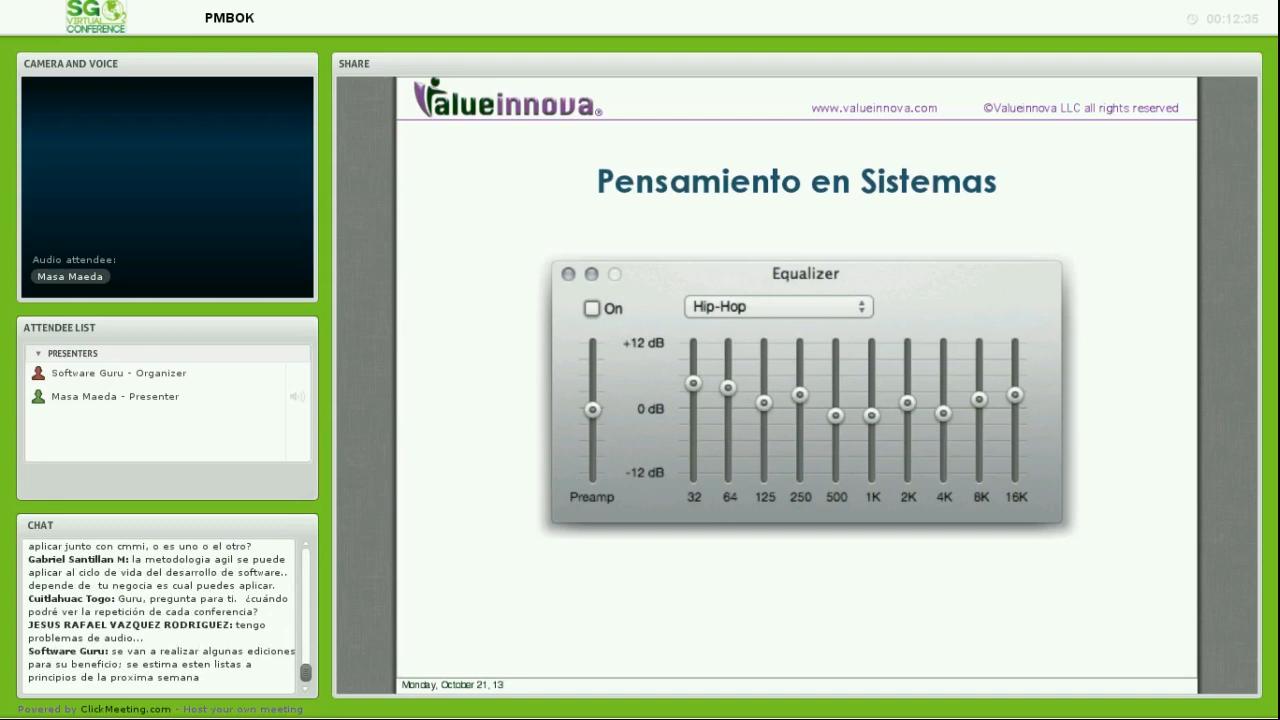 SG
VIRTUAL
CONFERENCE
PMBOK
00:12:35
CAMERA AND VOICE
Audio attendee:
Masa Maeda
ATTENDEE LIST
PRESENTERS
Software Guru - Organizer
Masa Maeda - Presenter
CHAT
aplicar junto con cmmi, o es uno o el otro?
Gabriel Santillan M: la metodologia agil se puede
aplicar al ciclo de vida del desarrollo de software..
depende de tu negocia es cual puedes aplicar.
Cuitlahuac Togo: Guru, pregunta para ti. ¿cuándo
podré ver la repetición de cada conferencia?
JESUS RAFAEL VAZQUEZ RODRIGUEZ: tengo
problemas de audio...
Software Guru: se van a realizar algunas ediciones
para su beneficio; se estima esten listas a
principios de la proxima semana
Powered by ClickMeeting.com - Host your own meeting
SHARE
Valueinnova®
www.valueinnova.com ©Valueinnova LLC all rights reserved
Pensamiento en Sistemas
Equalizer
On Hip-Hop
+12 dB
0 dB
-12 dB
Preamp 32 64 125 250 500 1K 2K 4K 8K 16K
Monday, October 21, 13